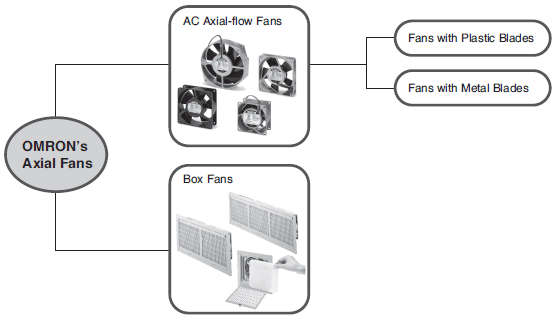 AC Axial-flow Fans
Fans with Plastic Blades
Fans with Metal Blades
OMRON's
Axial Fans
Box Fans